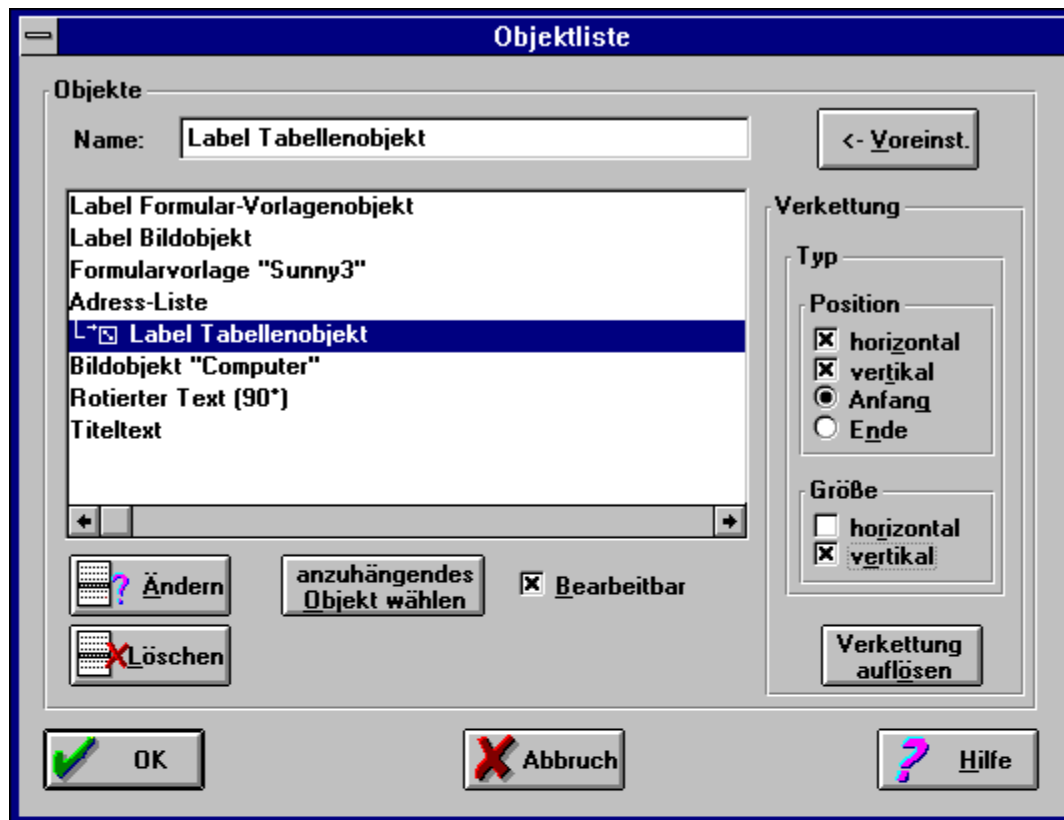 Objektliste
Objekte
Name:
Label Tabellenobjekt
<- Voreinst.
Label Formular-Vorlagenobjekt
Label Bildobjekt
Formularvorlage "Sunny3"
Adress-Liste
Label Tabellenobjekt
Bildobjekt "Computer"
Rotierter Text (90°)
Titeltext
Verkettung
Typ
Position
horizontal
vertikal
Anfang
Ende
Größe
horizontal
vertikal
Ändern
anzuhängendes
Objekt wählen
Bearbeitbar
Löschen
Verkettung
auflösen
OK
Abbruch
Hilfe